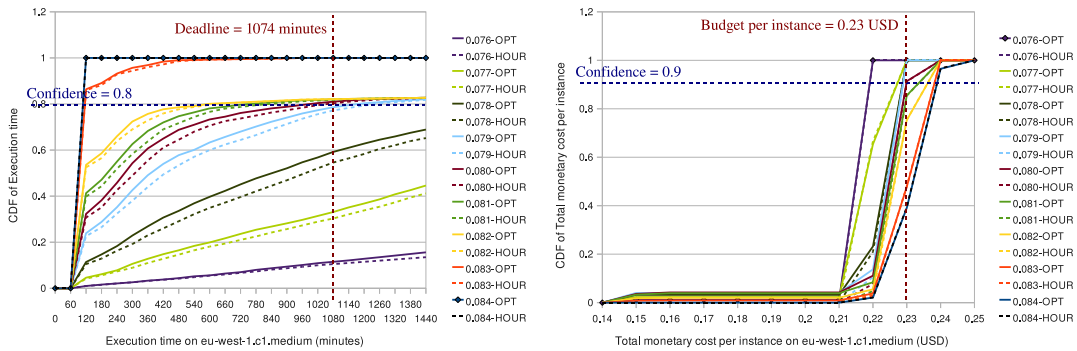 1.2
1
0.8
0.6
0.4
0.2
0
CDF of Execution time
Deadline = 1074 minutes
Confidence = 0.8
60 180 300 420 540 660 780 900 1020 1140 1260 1380
0 120 240 360 480 600 720 840 960 1080 1200 1320 1440
Execution time on eu-west-1.c1.medium (minutes)
0.076-OPT
0.076-HOUR
0.077-OPT
0.077-HOUR
0.078-OPT
0.078-HOUR
0.079-OPT
0.079-HOUR
0.080-OPT
0.080-HOUR
0.081-OPT
0.081-HOUR
0.082-OPT
0.082-HOUR
0.083-OPT
0.083-HOUR
0.084-OPT
0.084-HOUR
1,2
1
0,8
0,6
0,4
0,2
0
CDF of Total monetary cost per instance
Budget per instance = 0.23 USD
Confidence = 0.9
0,14 0,15 0,16 0,17 0,18 0,19 0,20 0,21 0,22 0,23 0,24 0,25
Total monetary cost per instance on eu-west-1.c1.medium (USD)
0.076-OPT
0.076-HOUR
0.077-OPT
0.077-HOUR
0.078-OPT
0.078-HOUR
0.079-OPT
0.079-HOUR
0.080-OPT
0.080-HOUR
0.081-OPT
0.081-HOUR
0.082-OPT
0.082-HOUR
0.083-OPT
0.083-HOUR
0.084-OPT
0.084-HOUR